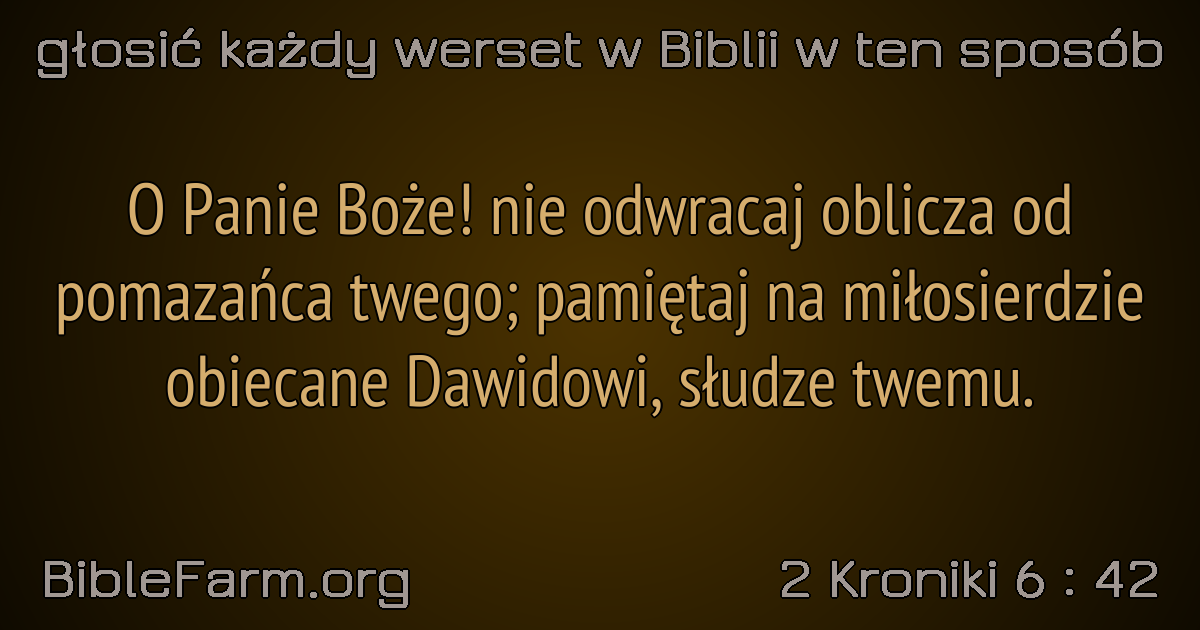 głosić każdy werset w Biblii w ten sposób
O Panie Boże! nie odwracaj oblicza od
pomazańca twego; pamiętaj na miłosierdzie
obiecane Dawidowi, słudze twemu.
BibleFarm.org
2 Kroniki 6 : 42